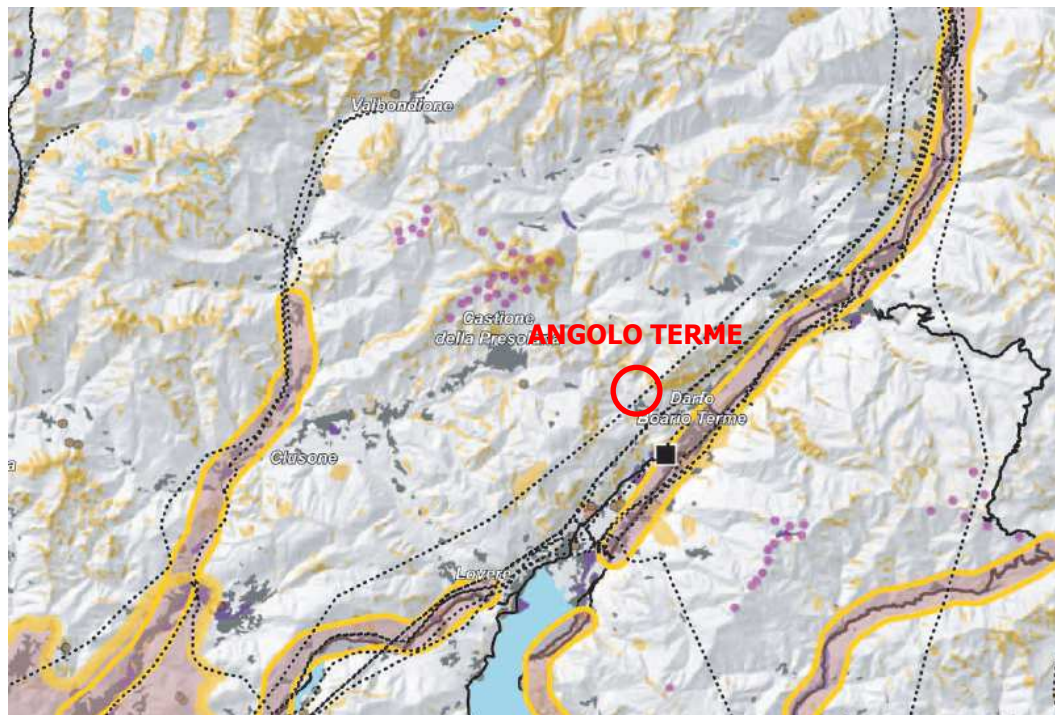 Valbondione
Castione
della Presolana
ANGOLO TERME
Darfo
Boario Terme
Clusone
Lovere
a